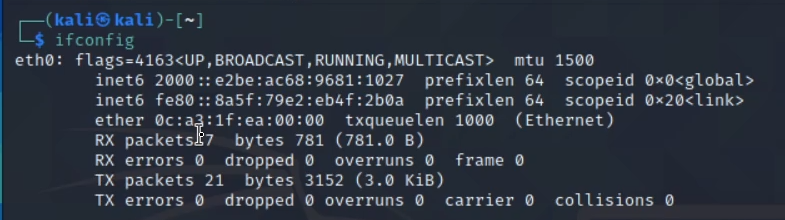 ┌──(kali㉿kali)-[~]
└─$ ifconfig
eth0: flags=4163<UP,BROADCAST,RUNNING,MULTICAST>  mtu 1500
        inet6 2000::e2be:ac68:9681:1027  prefixlen 64  scopeid 0x0<global>
        inet6 fe80::8a5f:79e2:eb4f:2b0a  prefixlen 64  scopeid 0x20<link>
        ether 0c:a3:1f:ea:00:00  txqueuelen 1000  (Ethernet)
        RX packets 7  bytes 781 (781.0 B)
        RX errors 0  dropped 0  overruns 0  frame 0
        TX packets 21  bytes 3152 (3.0 KiB)
        TX errors 0  dropped 0 overruns 0  carrier 0  collisions 0